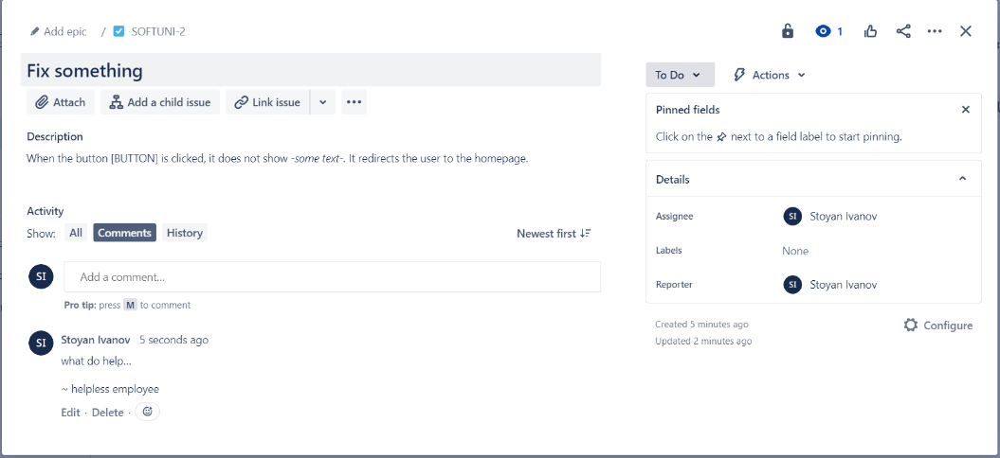 Add epic / SOFTUNI-2
1
Fix something
Attach Add a child issue Link issue
Description
When the button [BUTTON] is clicked, it does not show -some text-. It redirects the user to the homepage.
Activity
Show: All Comments History Newest first
SI Add a comment...
Pro tip: press M to comment
SI Stoyan Ivanov 5 seconds ago
what do help...
~ helpless employee
Edit · Delete ·
To Do Actions
Pinned fields
Click on the next to a field label to start pinning.
Details
Assignee SI Stoyan Ivanov
Labels None
Reporter SI Stoyan Ivanov
Created 5 minutes ago Configure
Updated 2 minutes ago